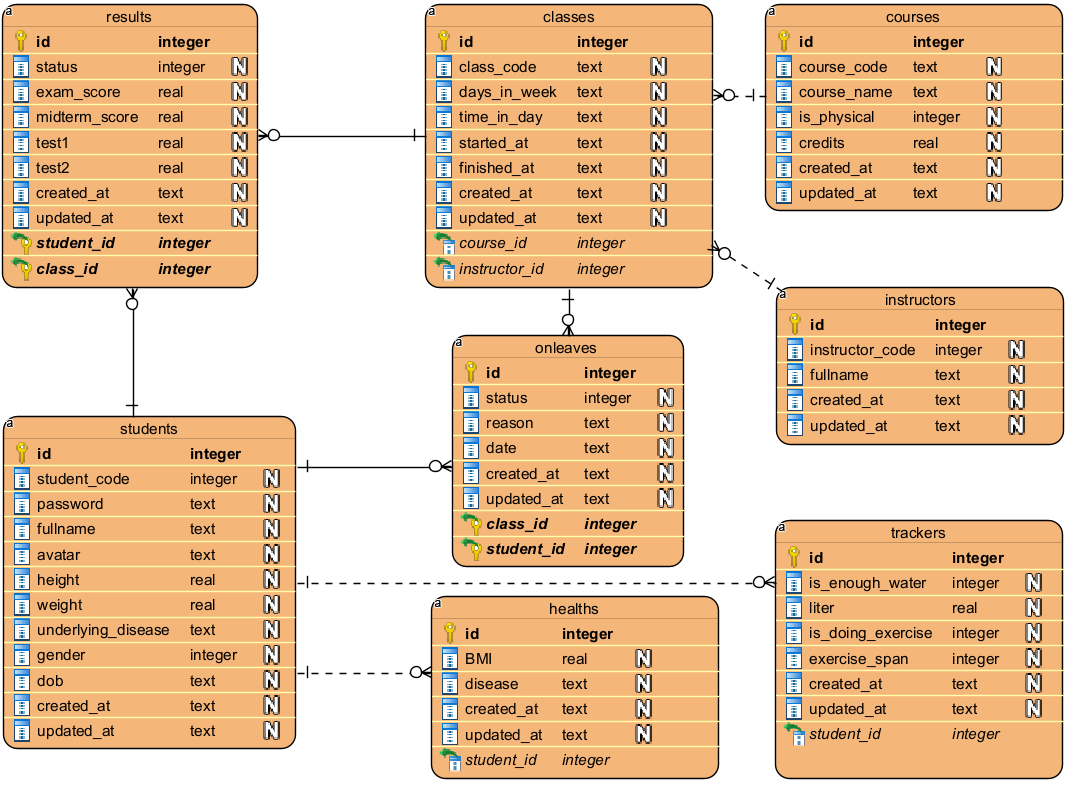 a
results
id integer
status integer N
exam_score real N
midterm_score real N
test1 real N
test2 real N
created_at text N
updated_at text N
student_id integer
class_id integer
a
classes
id integer
class_code text N
days_in_week text N
time_in_day text N
started_at text N
finished_at text N
created_at text N
updated_at text N
course_id integer
instructor_id integer
a
courses
id integer
course_code text N
course_name text N
is_physical integer N
credits real N
created_at text N
updated_at text N
a
instructors
id integer
instructor_code integer N
fullname text N
created_at text N
updated_at text N
a
onleaves
id integer
status integer N
reason text N
date text N
created_at text N
updated_at text N
class_id integer
student_id integer
a
students
id integer
student_code integer N
password text N
fullname text N
avatar text N
height real N
weight real N
underlying_disease text N
gender integer N
dob text N
created_at text N
updated_at text N
a
trackers
id integer
is_enough_water integer N
liter real N
is_doing_exercise integer N
exercise_span integer N
created_at text N
updated_at text N
student_id integer
a
healths
id integer
BMI real N
disease text N
created_at text N
updated_at text N
student_id integer